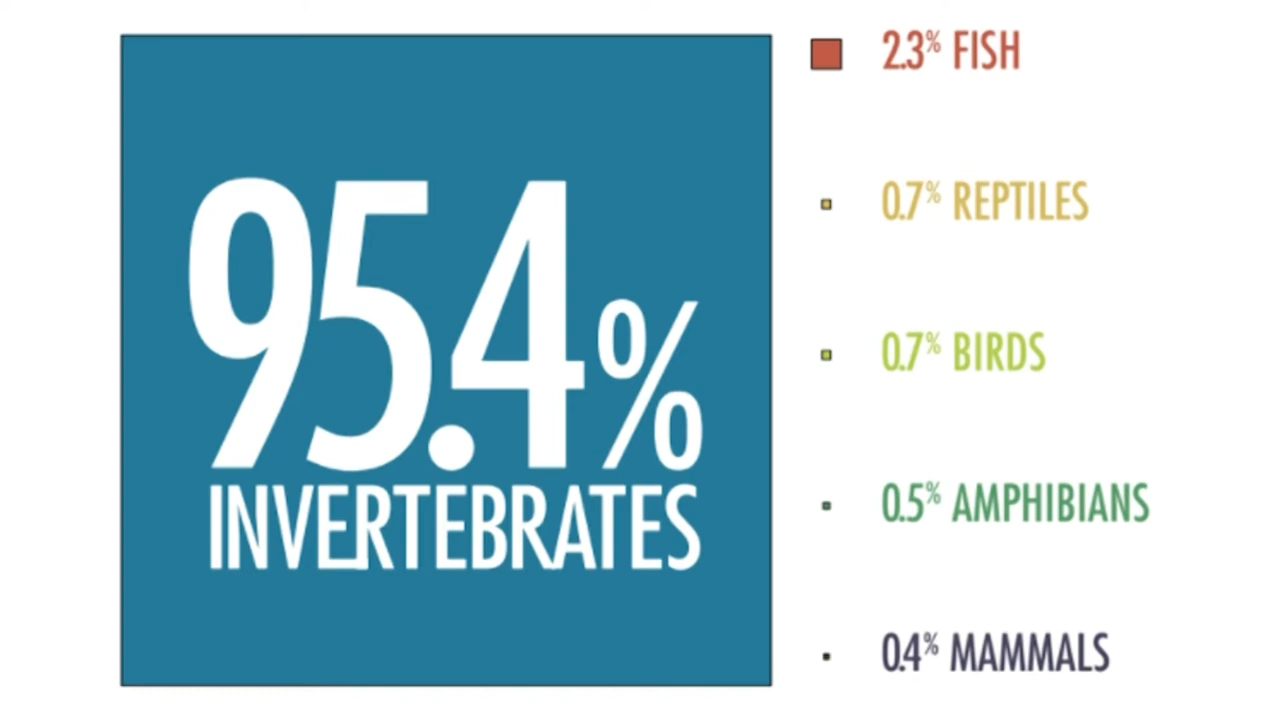 95.4%
INVERTEBRATES
2.3% FISH
0.7% REPTILES
0.7% BIRDS
0.5% AMPHIBIANS
0.4% MAMMALS